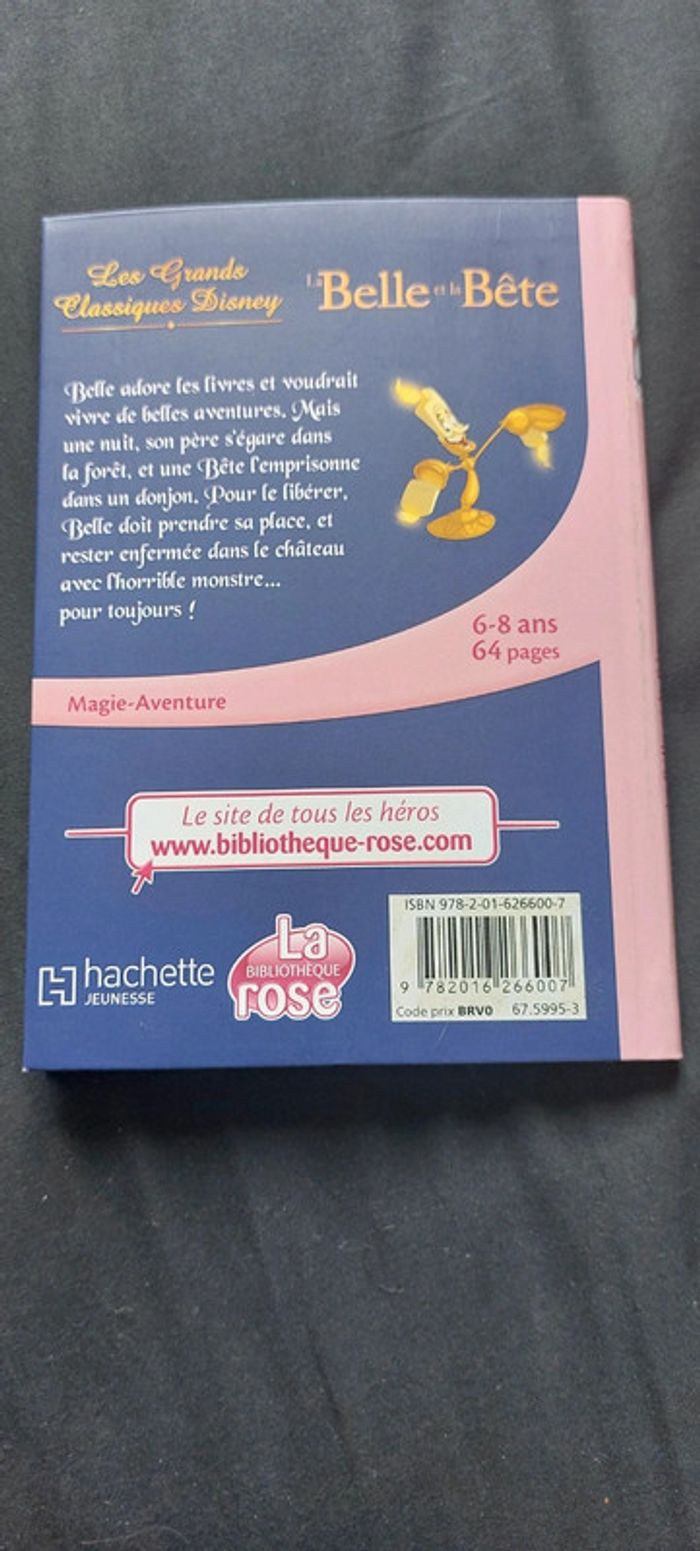 Les Grands
Classiques Disney
La Belle et la Bête
Belle adore les livres et voudrait
vivre de belles aventures. Mais
une nuit, son père s'égare dans
la forêt, et une Bête l'emprisonne
dans un donjon. Pour le libérer,
Belle doit prendre sa place, et
rester enfermée dans le château
avec l'horrible monstre...
pour toujours !
6-8 ans
64 pages
Magie-Aventure
Le site de tous les héros
www.bibliotheque-rose.com
hachette
JEUNESSE
La
BIBLIOTHÈQUE
rose
ISBN 978-2-01-626600-7
9 782016 266007
Code prix BRV0 67.5995-3